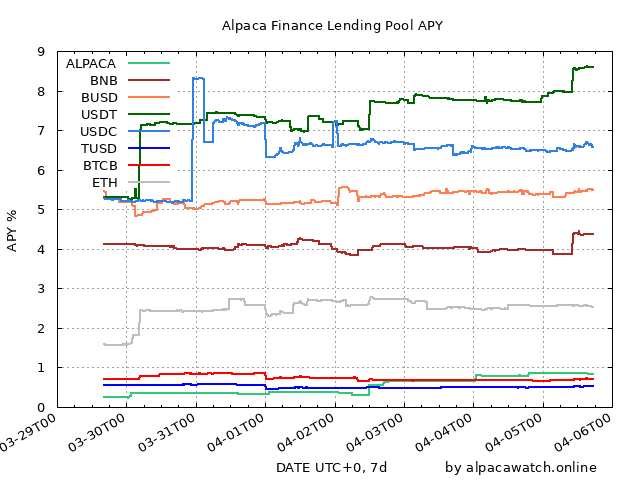 Alpaca Finance Lending Pool APY
9
8
7
6
5
4
3
2
1
0
APY %
ALPACA
BNB
BUSD
USDT
USDC
TUSD
BTCB
ETH
03-29T00
03-30T00
03-31T00
04-01T00
04-02T00
04-03T00
04-04T00
04-05T00
04-06T00
DATE UTC+0, 7d
by alpacawatch.online